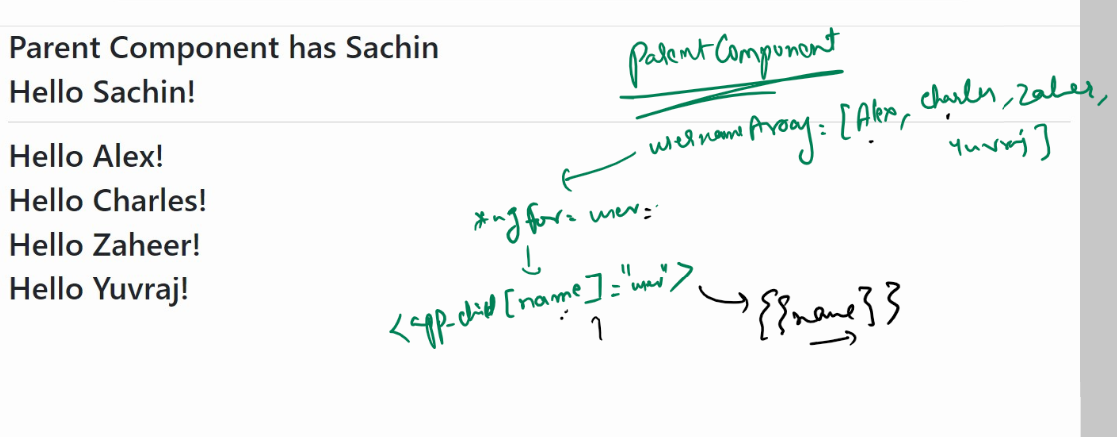 Parent Component has Sachin
Hello Sachin!
Hello Alex!
Hello Charles!
Hello Zaheer!
Hello Yuvraj!
Parent Component
usernameArray = [Alex, charles, Zaheer,
Yuvraj]
*ngfor= user=
<app-child [name]="user">
{{name}}